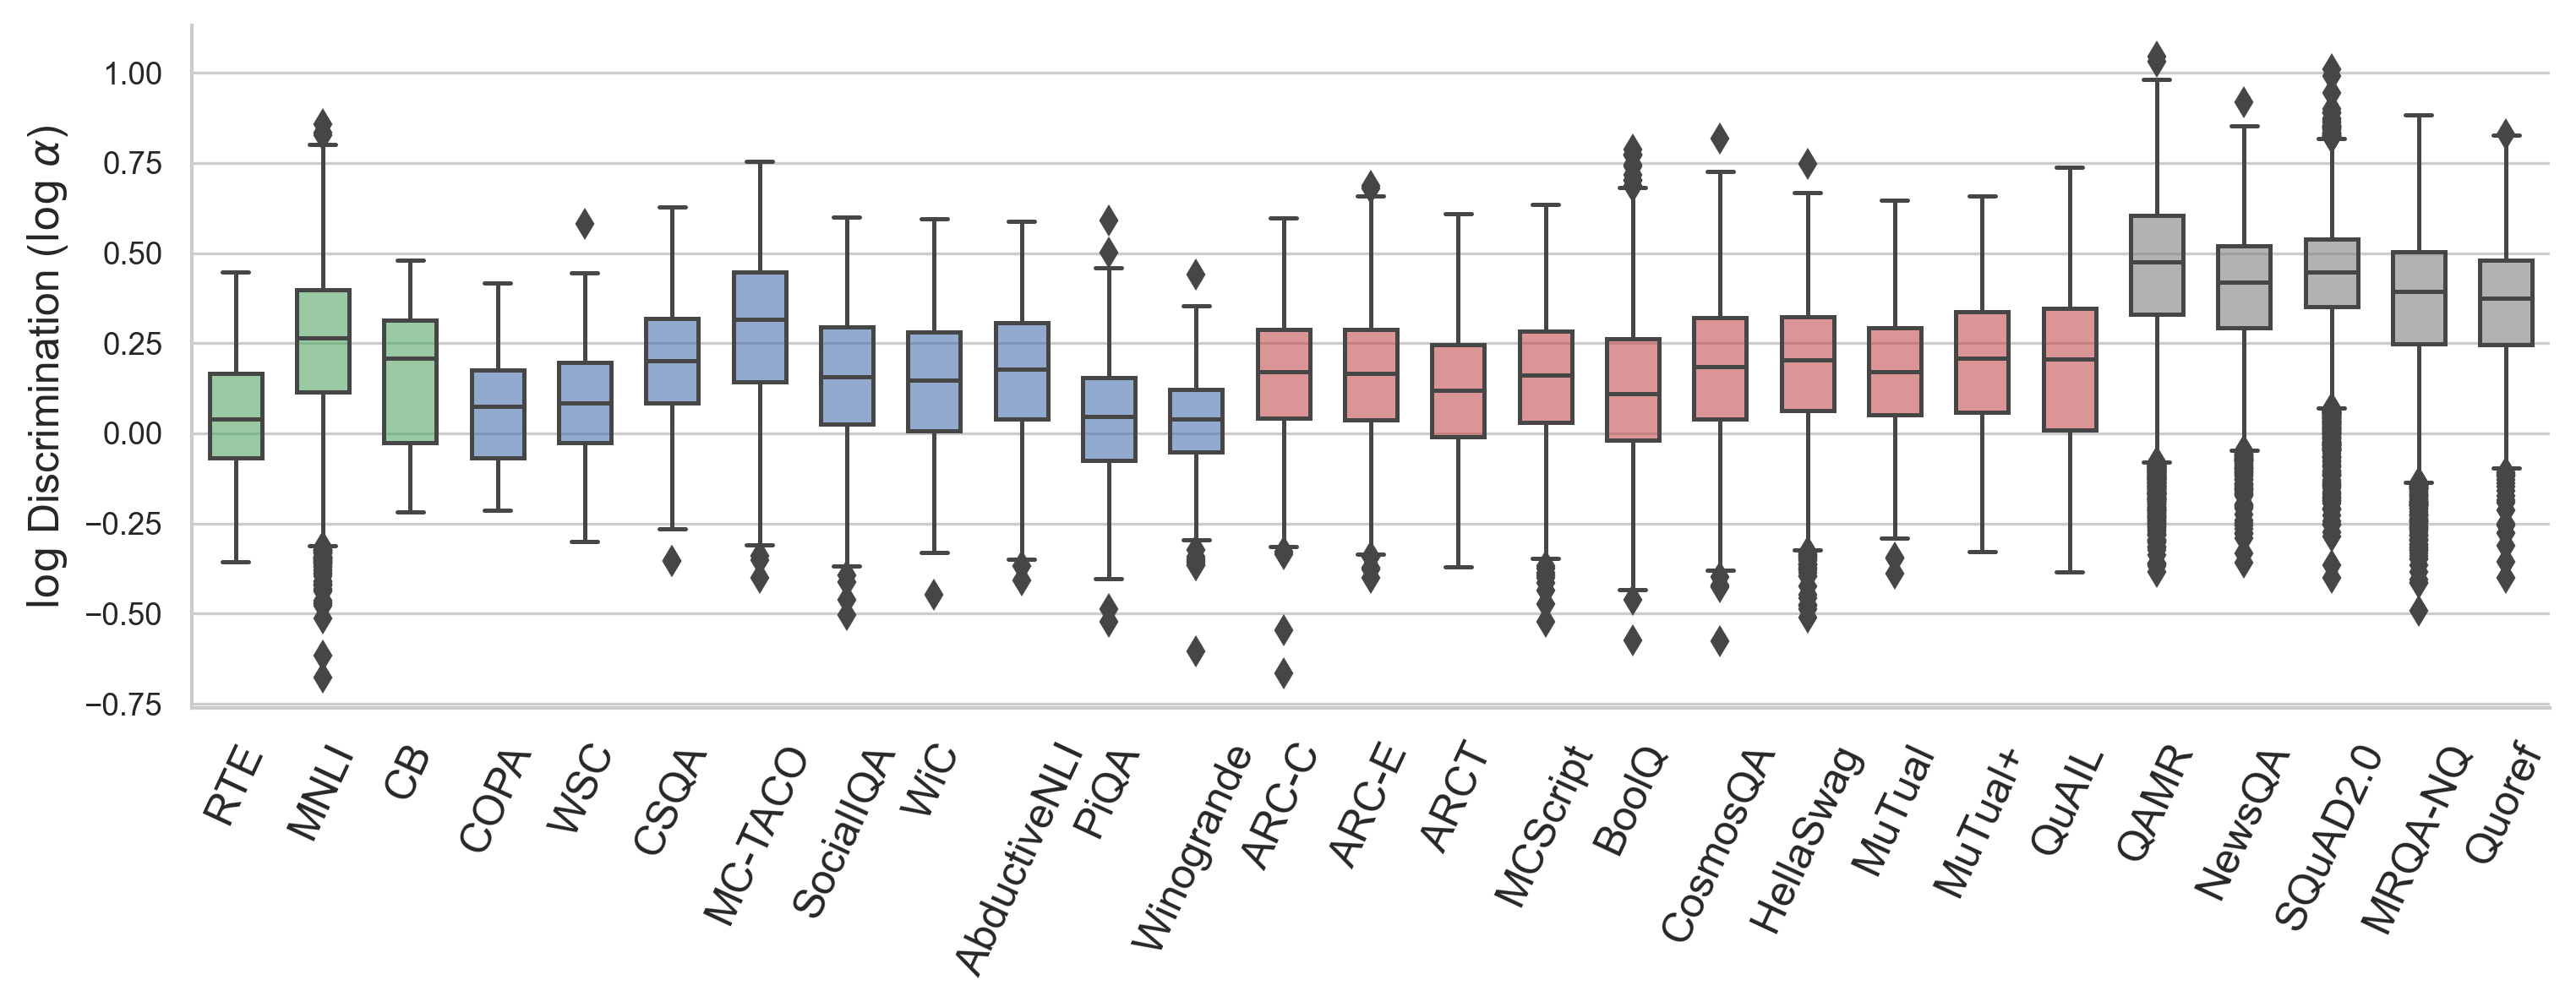 log Discrimination (log α)
1.00
0.75
0.50
0.25
0.00
−0.25
−0.50
−0.75
RTE
MNLI
CB
COPA
WSC
CSQA
MC-TACO
SocialIQA
WiC
AbductiveNLI
PiQA
Winogrande
ARC-C
ARC-E
ARCT
MCScript
BoolQ
CosmosQA
HellaSwag
MuTual
MuTual+
QuAIL
QAMR
NewsQA
SQuAD2.0
MRQA-NQ
Quoref